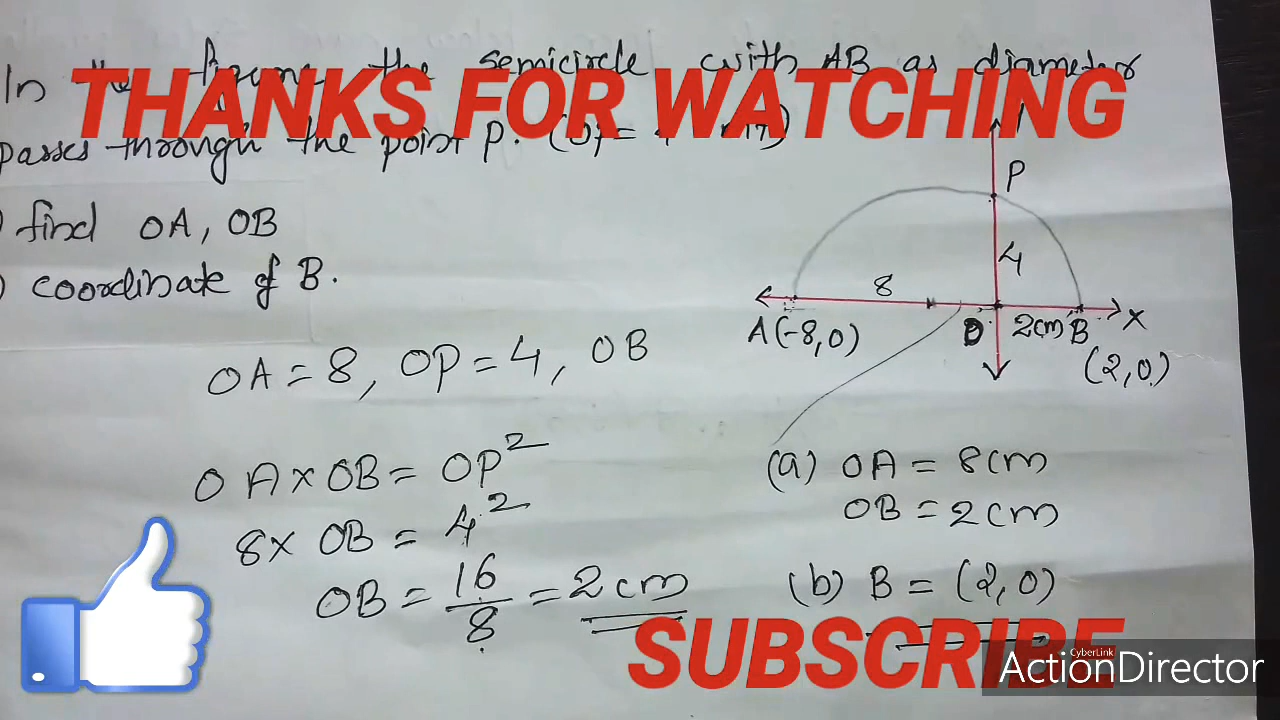 In the the semicircle with AB as diameter
THANKS FOR WATCHING
passes through the point P.
P
find OA, OB
coordinate of B.
4
8
A(-8,0) O 2cm B X
(2,0)
OA = 8, OP = 4, OB
OA × OB = OP²
8× OB = 4²
OB = 16/8 = 2cm
(a) OA = 8cm
OB = 2cm
(b) B = (2,0)
SUBSCRIBE
CyberLink
ActionDirector